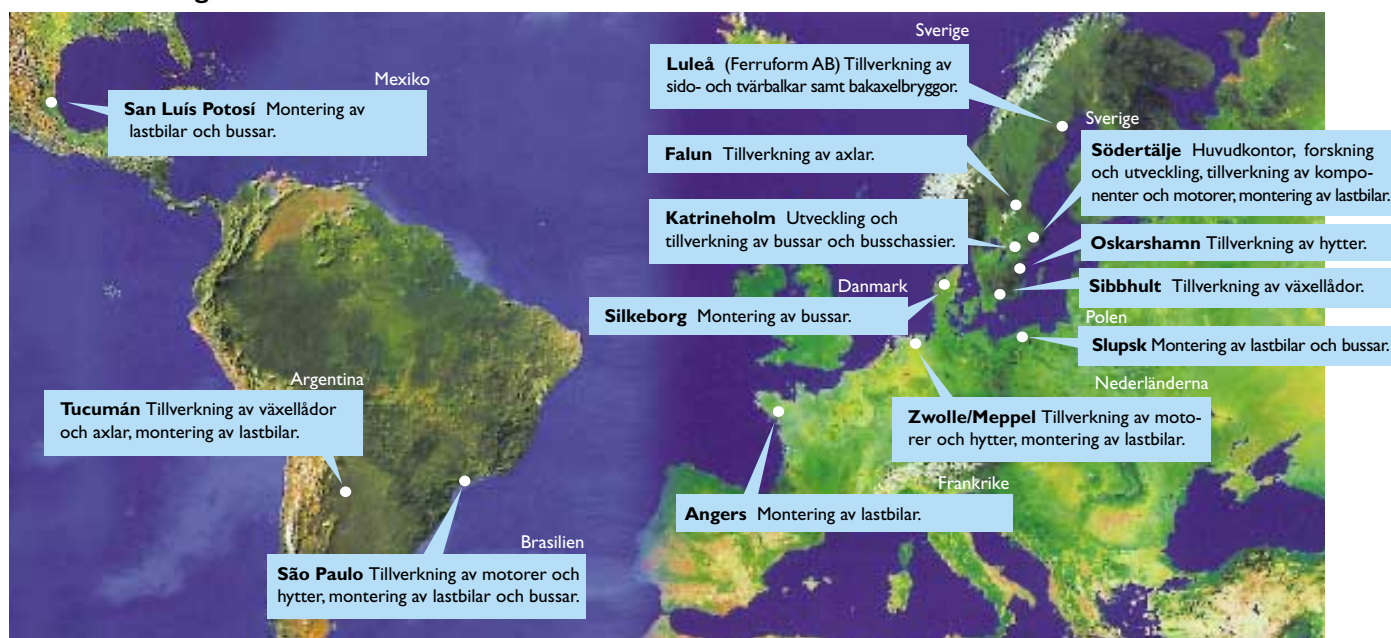 Mexiko
San Luís Potosí Montering av
lastbilar och bussar.
Argentina
Tucumán Tillverkning av växellådor
och axlar, montering av lastbilar.
Brasilien
São Paulo Tillverkning av motorer och
hytter, montering av lastbilar och bussar.
Sverige
Luleå (Ferruform AB) Tillverkning av
sido- och tvärbalkar samt bakaxelbryggor.
Falun Tillverkning av axlar.
Katrineholm Utveckling och
tillverkning av bussar och busschassier.
Sverige
Södertälje Huvudkontor, forskning
och utveckling, tillverkning av kompo-
nenter och motorer, montering av lastbilar.
Oskarshamn Tillverkning av hytter.
Sibbhult Tillverkning av växellådor.
Danmark
Silkeborg Montering av bussar.
Polen
Slupsk Montering av lastbilar och bussar.
Nederländerna
Zwolle/Meppel Tillverkning av moto-
rer och hytter, montering av lastbilar.
Frankrike
Angers Montering av lastbilar.